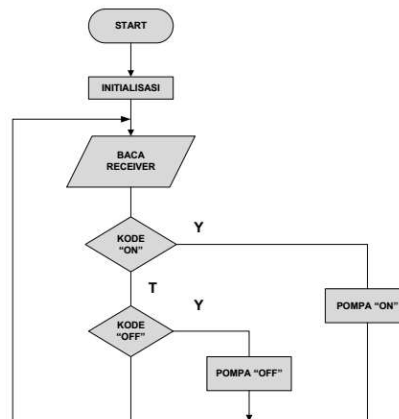 START
INITIALISASI
BACA
RECEIVER
KODE
“ON”
Y
T
KODE
“OFF”
Y
POMPA “ON”
POMPA “OFF”